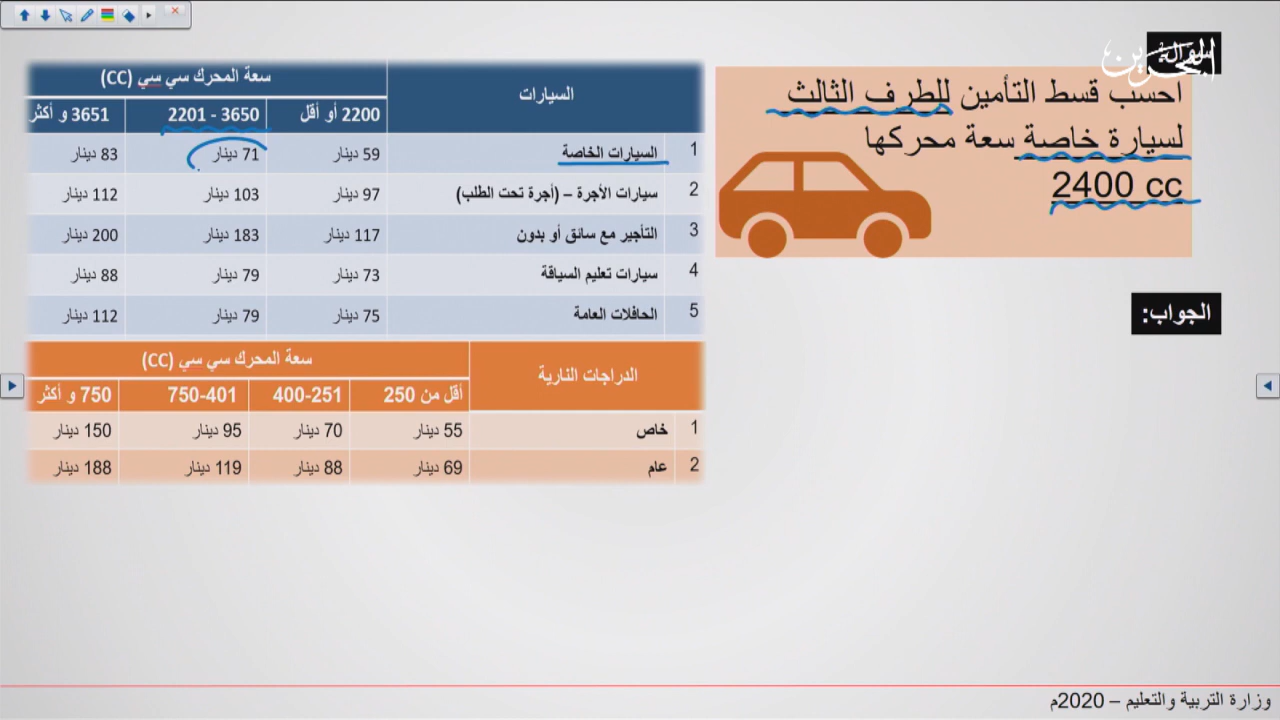 سؤال:
البحرين
احسب قسط التأمين للطرف الثالث
لسيارة خاصة سعة محركها
2400 cc
الجواب:
السيارات
سعة المحرك سي سي (CC)
2200 أو أقل
2201 - 3650
3651 و أكثر
1 السيارات الخاصة 59 دينار 71 دينار 83 دينار
2 سيارات الأجرة – (أجرة تحت الطلب) 97 دينار 103 دينار 112 دينار
3 التأجير مع سائق أو بدون 117 دينار 183 دينار 200 دينار
4 سيارات تعليم السياقة 73 دينار 79 دينار 88 دينار
5 الحافلات العامة 75 دينار 79 دينار 112 دينار
الدراجات النارية
سعة المحرك سي سي (CC)
أقل من 250
400-251
750-401
750 و أكثر
1 خاص 55 دينار 70 دينار 95 دينار 150 دينار
2 عام 69 دينار 88 دينار 119 دينار 188 دينار
وزارة التربية والتعليم – 2020م